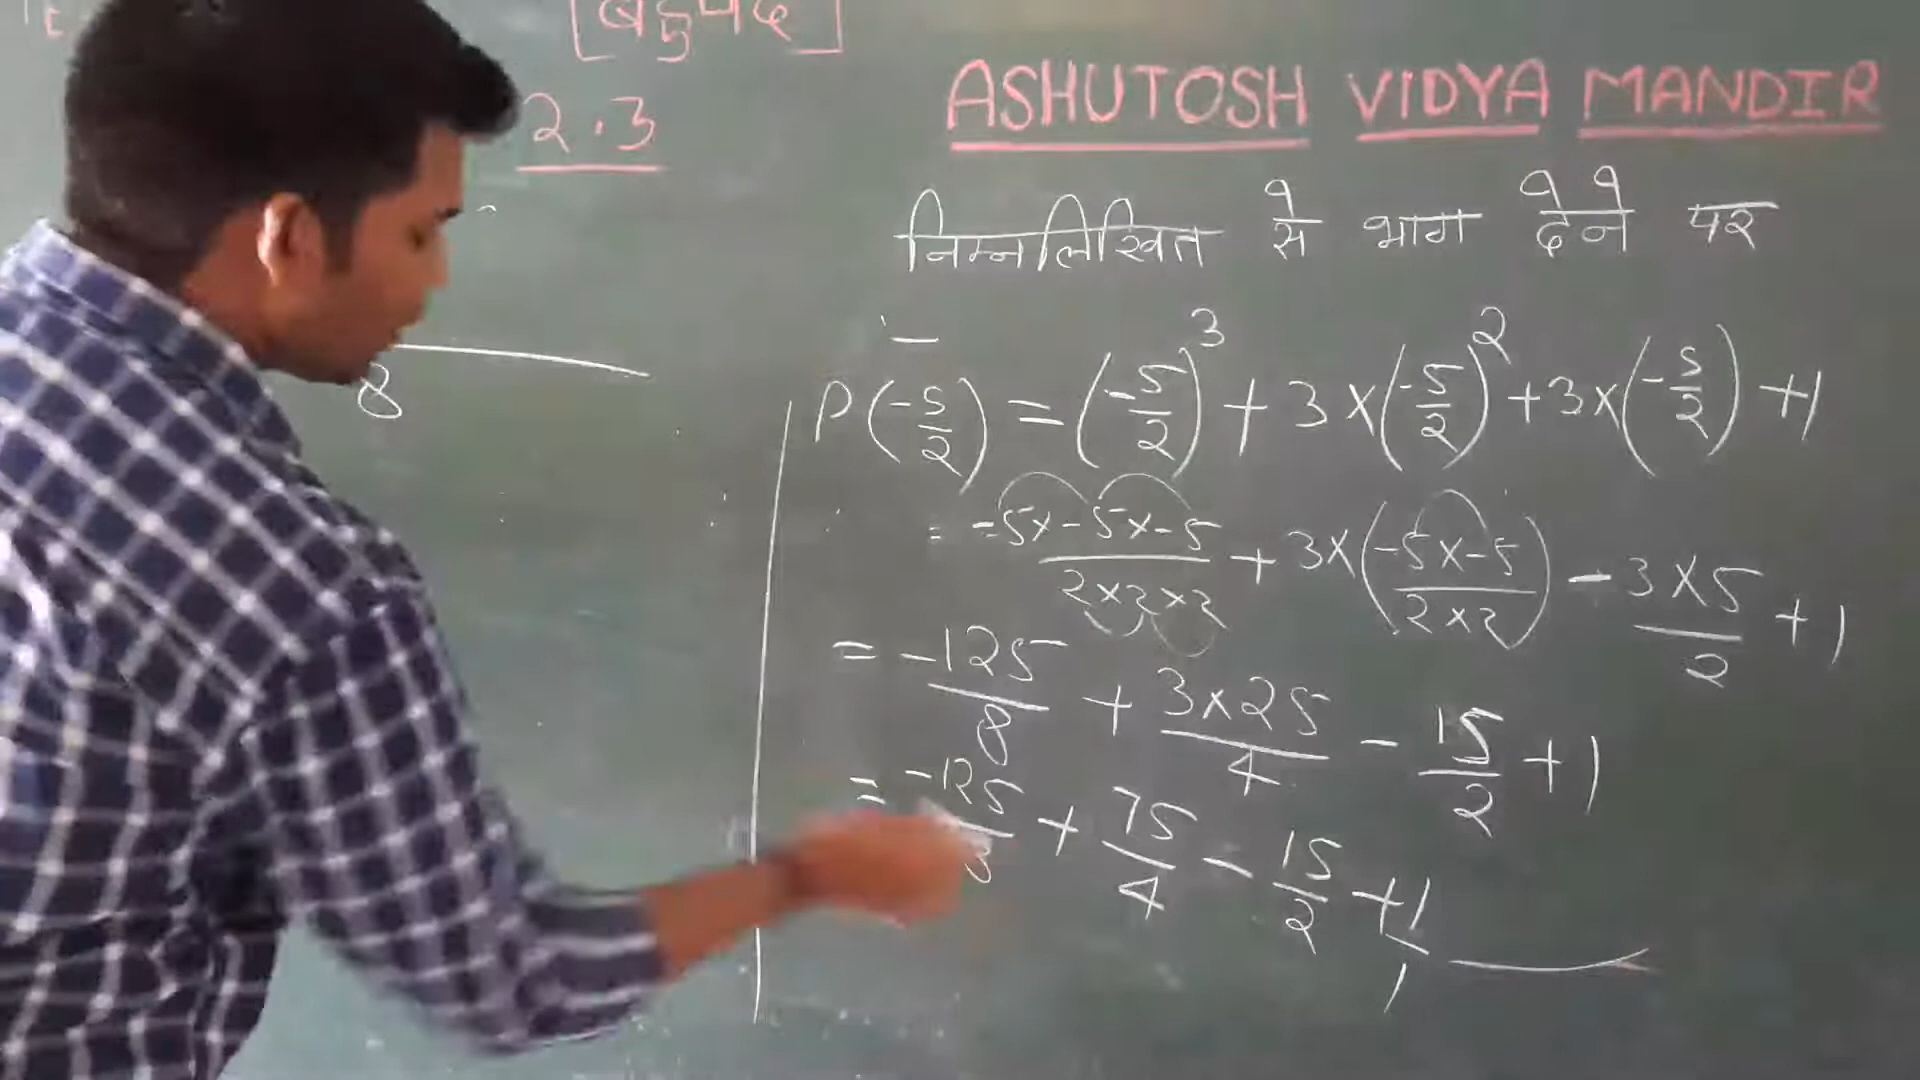 [बहुपद]
2.3
ASHUTOSH VIDYA MANDIR
निम्नलिखित से भाग देने पर
8
P(-5/2) = (-5/2)³ + 3×(-5/2)² + 3×(-5/2) + 1
= -5×-5×-5/2×2×2 + 3×(-5×-5/2×2) - 3×5/2 + 1
= -125/8 + 3×25/4 - 15/2 + 1
= -125/8 + 75/4 - 15/2 + 1/1